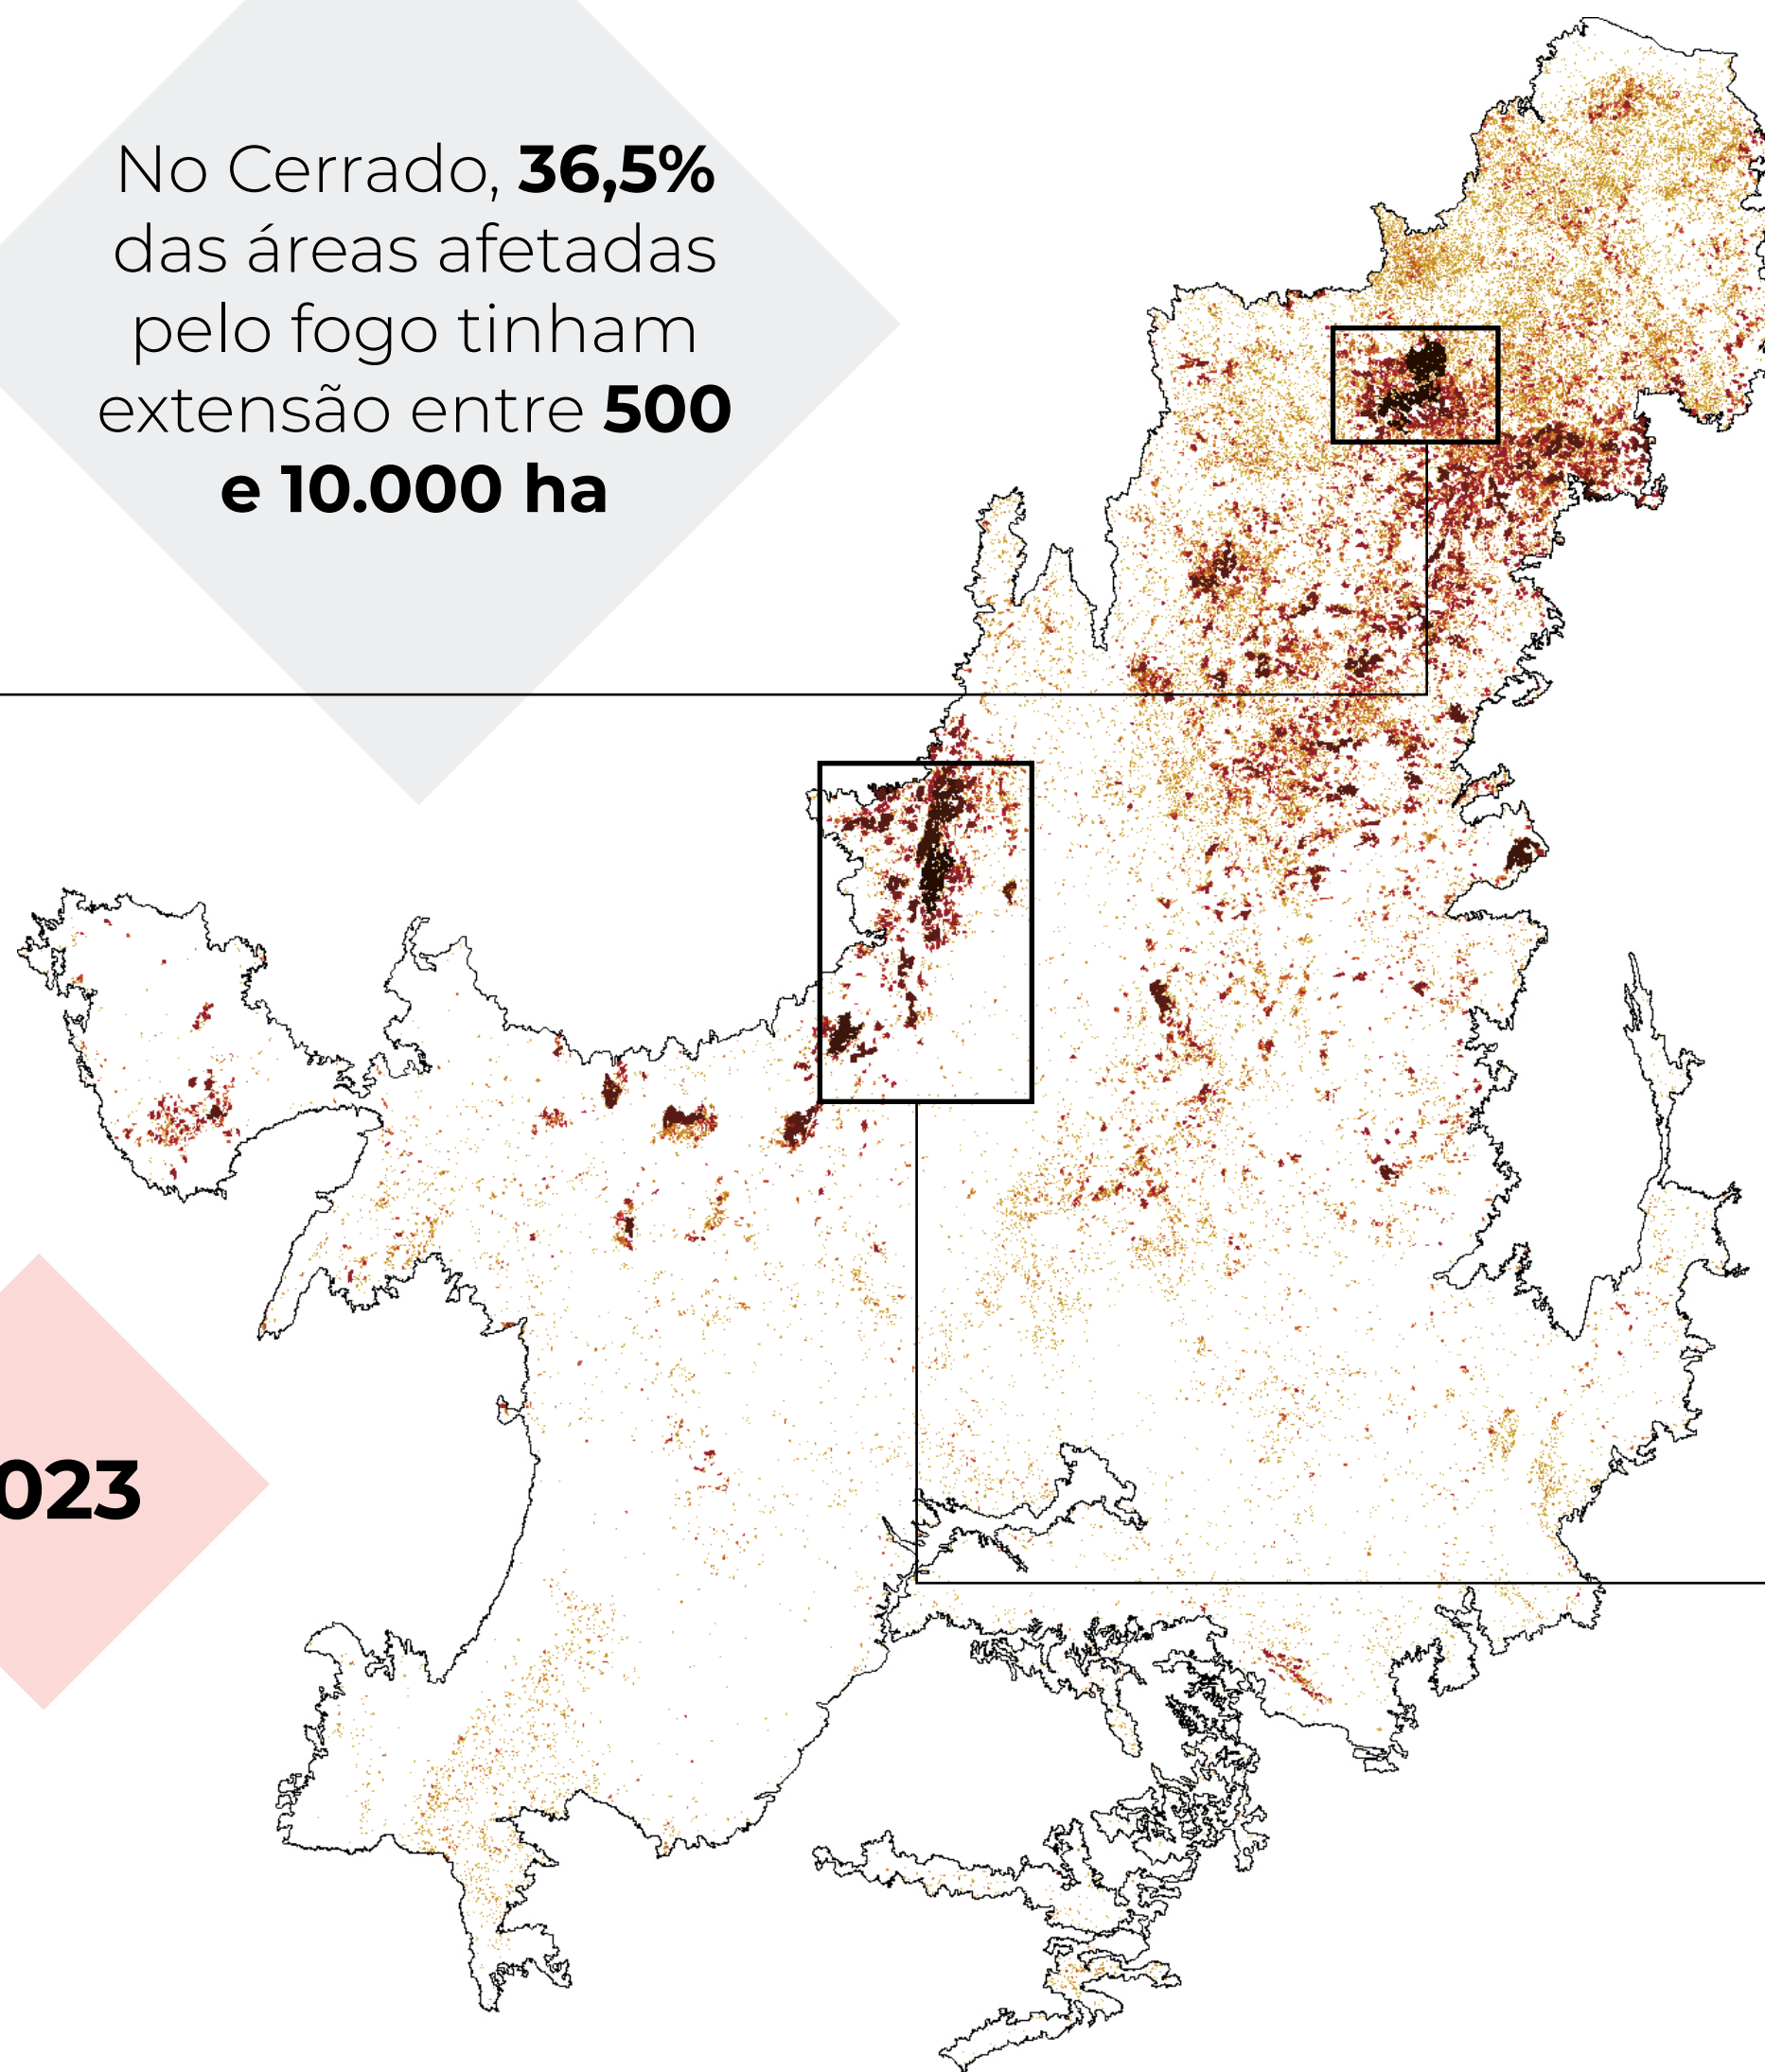 No Cerrado, 36,5%
das áreas afetadas
pelo fogo tinham
extensão entre 500
e 10.000 ha
023